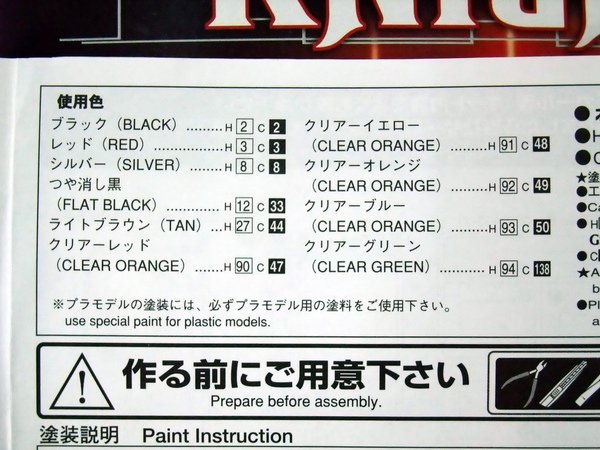 使用色
ブラック（BLACK）.........H 2 C 2
レッド（RED）................H 3 C 3
シルバー（SILVER）........H 8 C 8
つや消し黒
（FLAT BLACK）...........H 12 C 33
ライトブラウン（TAN）...H 27 C 44
クリアーレッド
（CLEAR ORANGE）......H 90 C 47
クリアーイエロー
（CLEAR ORANGE）............H 91 C 48
クリアーオレンジ
（CLEAR ORANGE）............H 92 C 49
クリアーブルー
（CLEAR ORANGE）............H 93 C 50
クリアーグリーン
（CLEAR GREEN）..............H 94 C 138
※プラモデルの塗装には、必ずプラモデル用の塗料をご使用下さい。
use special paint for plastic models.
作る前にご用意下さい
Prepare before assembly.
塗装説明 Paint Instruction